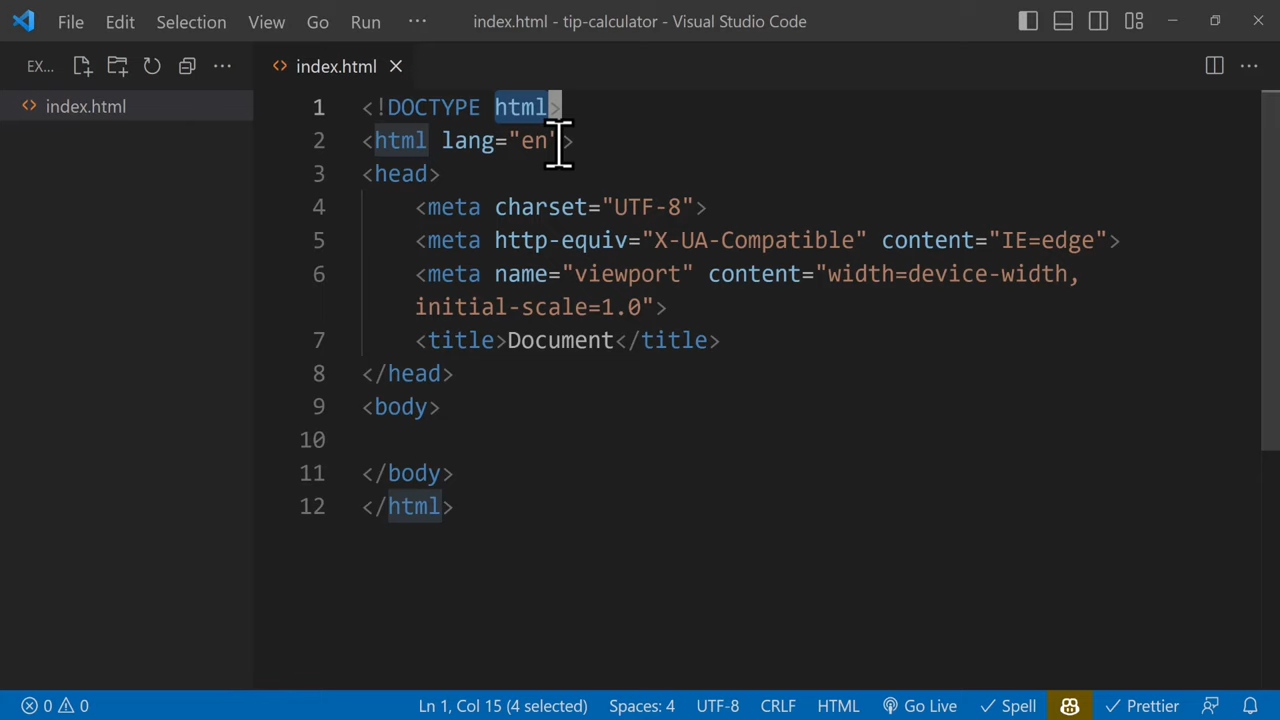 File Edit Selection View Go Run ··· index.html - tip-calculator - Visual Studio Code
EX... ··· index.html ···
index.html
1 <!DOCTYPE html>
2 <html lang="en">
3 <head>
4 <meta charset="UTF-8">
5 <meta http-equiv="X-UA-Compatible" content="IE=edge">
6 <meta name="viewport" content="width=device-width,
initial-scale=1.0">
7 <title>Document</title>
8 </head>
9 <body>
10
11 </body>
12 </html>
0 0 Ln 1, Col 15 (4 selected) Spaces: 4 UTF-8 CRLF HTML Go Live Spell Prettier